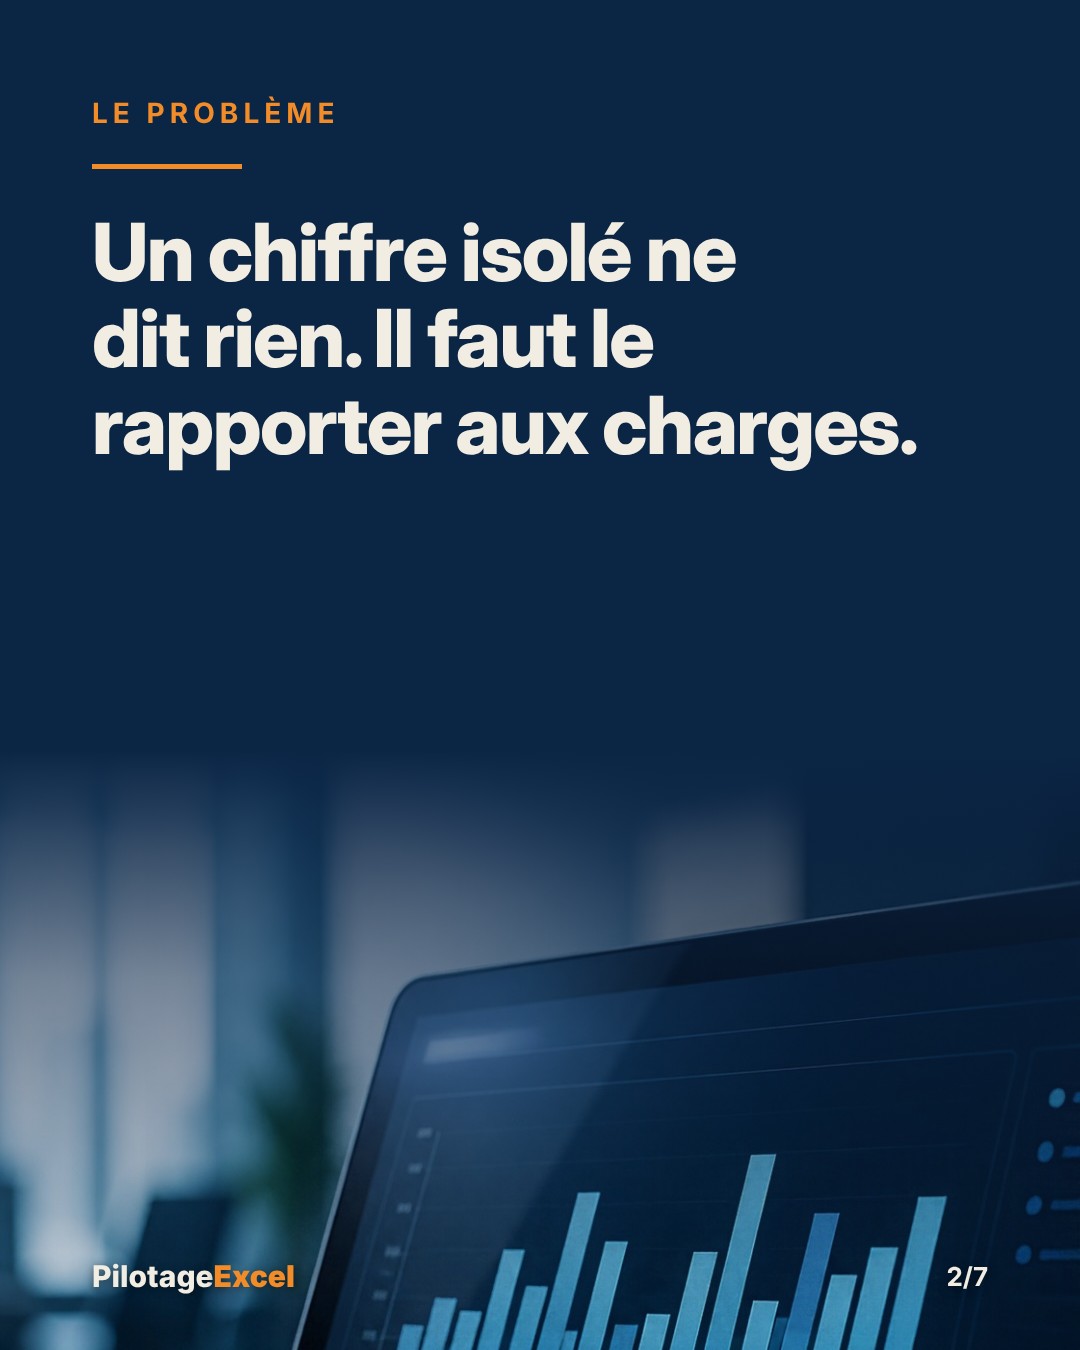 LE PROBLÈME
Un chiffre isolé ne
dit rien. Il faut le
rapporter aux charges.
PilotageExcel
2/7